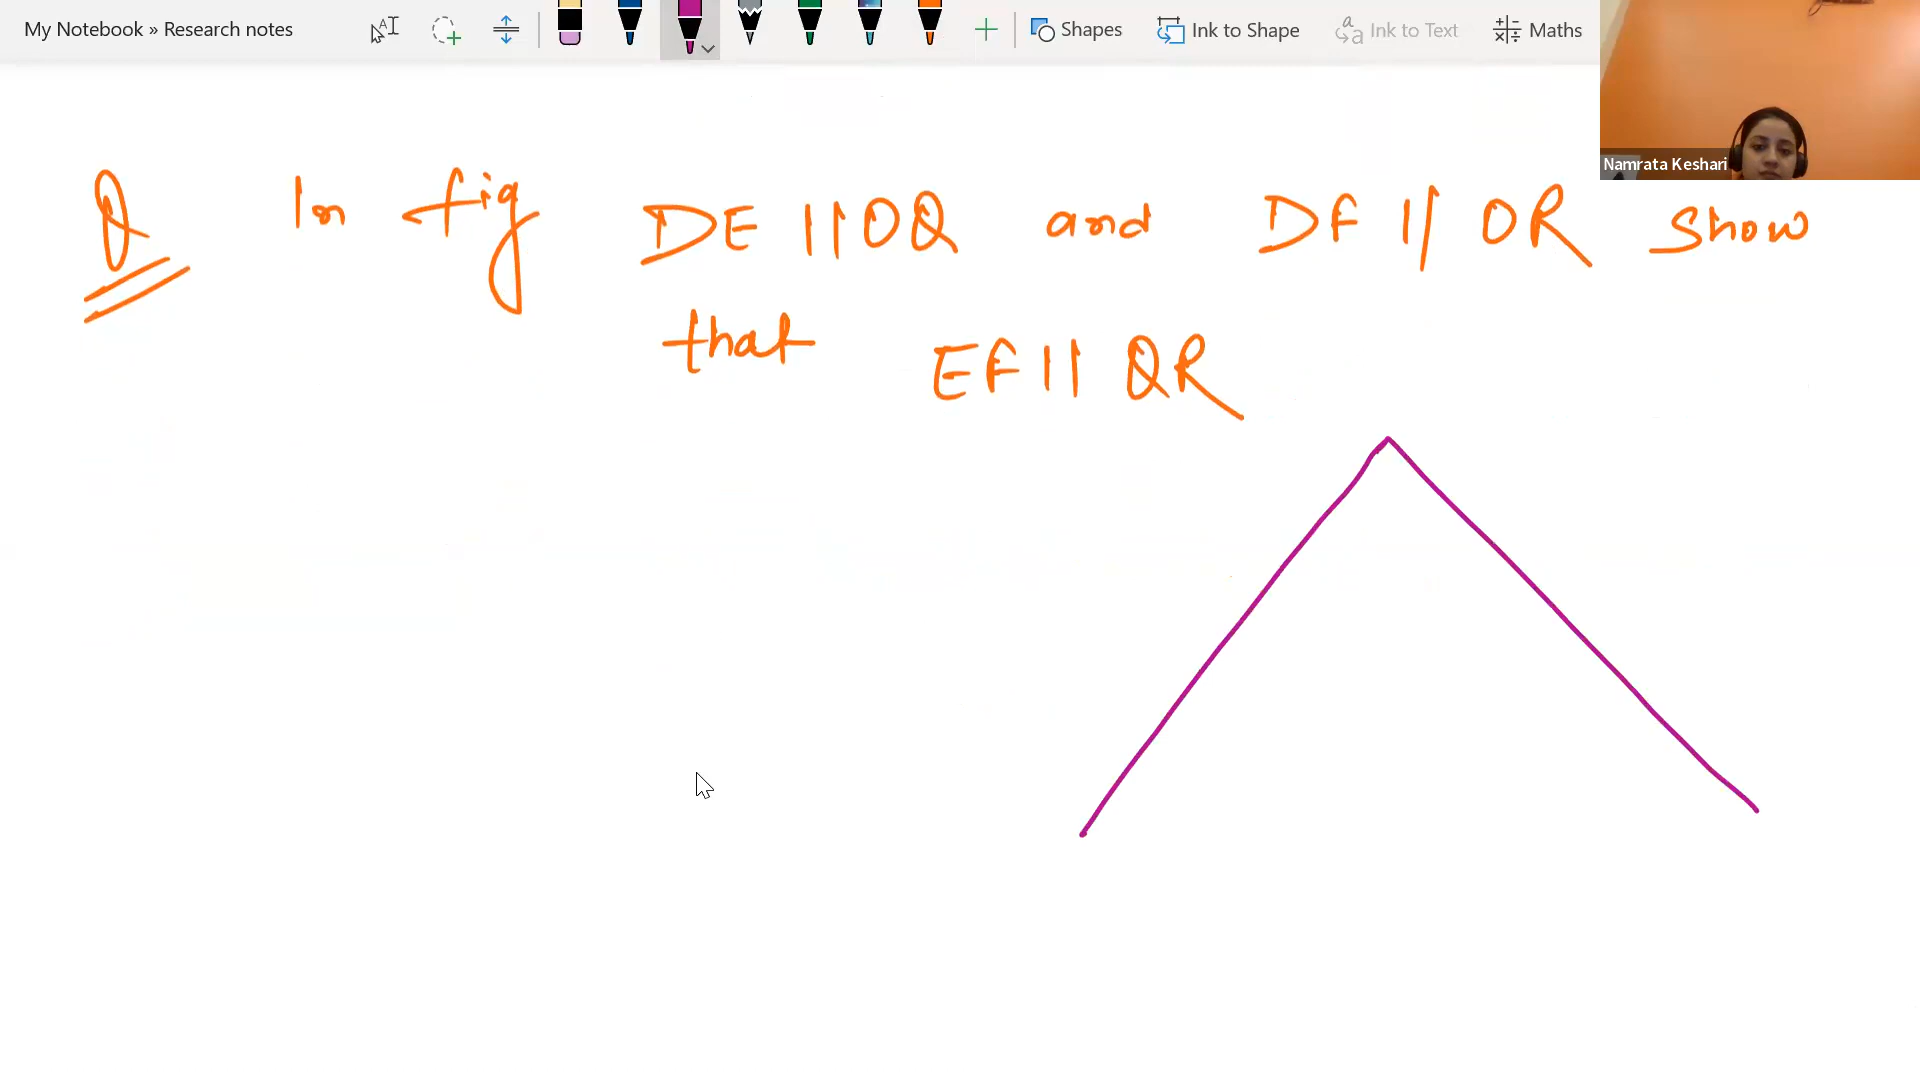 My Notebook » Research notes
Shapes
Ink to Shape
Ink to Text
Maths
Namrata Keshari
Q In fig DE || OQ and DF || OR show
that EF || QR